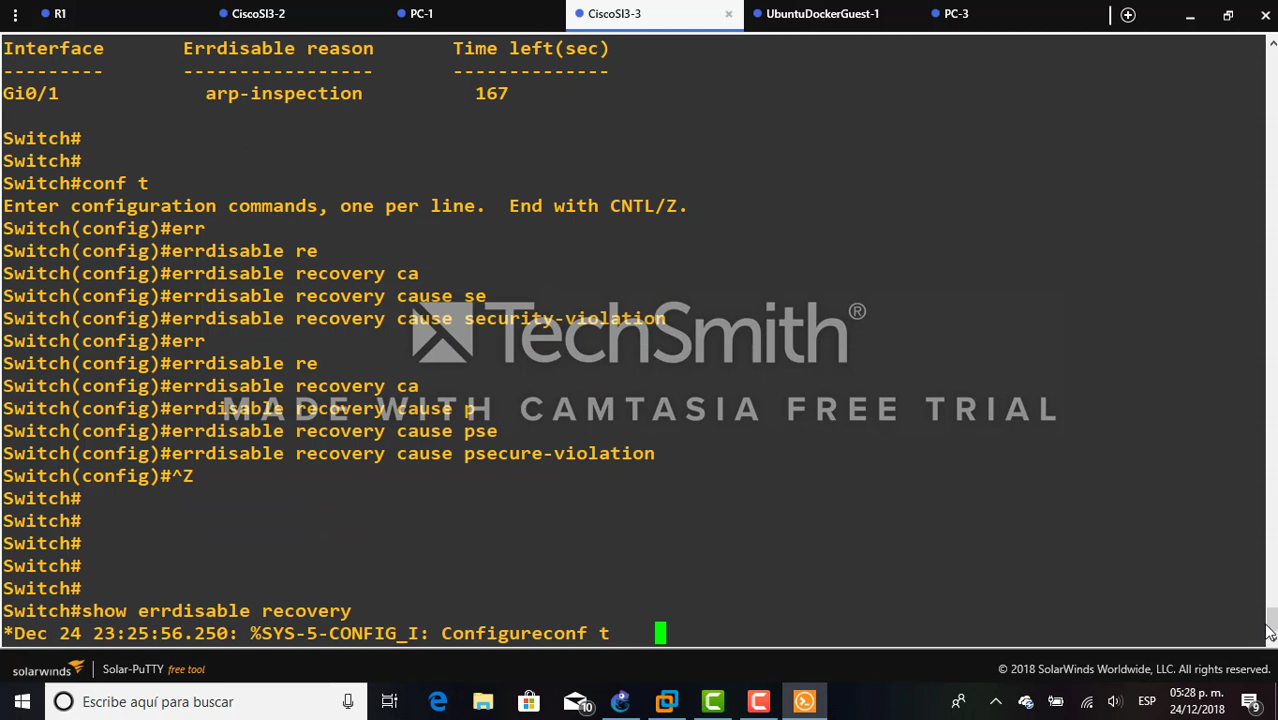 R1 CiscoSI3-2 PC-1 CiscoSI3-3 × UbuntuDockerGuest-1 PC-3
Interface Errdisable reason Time left(sec)
--------- ----------------- --------------
Gi0/1 arp-inspection 167
Switch#
Switch#
Switch#conf t
Enter configuration commands, one per line. End with CNTL/Z.
Switch(config)#err
Switch(config)#errdisable re
Switch(config)#errdisable recovery ca
Switch(config)#errdisable recovery cause se
Switch(config)#errdisable recovery cause security-violation
Switch(config)#err
Switch(config)#errdisable re
Switch(config)#errdisable recovery ca
Switch(config)#errdisable recovery cause p
Switch(config)#errdisable recovery cause pse
Switch(config)#errdisable recovery cause psecure-violation
Switch(config)#^Z
Switch#
Switch#
Switch#
Switch#
Switch#
Switch#show errdisable recovery
*Dec 24 23:25:56.250: %SYS-5-CONFIG_I: Configureconf t
TechSmith®
MADE WITH CAMTASIA FREE TRIAL
solarwinds Solar-PuTTY free tool © 2018 SolarWinds Worldwide, LLC. All rights reserved.
Escribe aquí para buscar 10 ESP 05:28 p. m.
24/12/2018 9